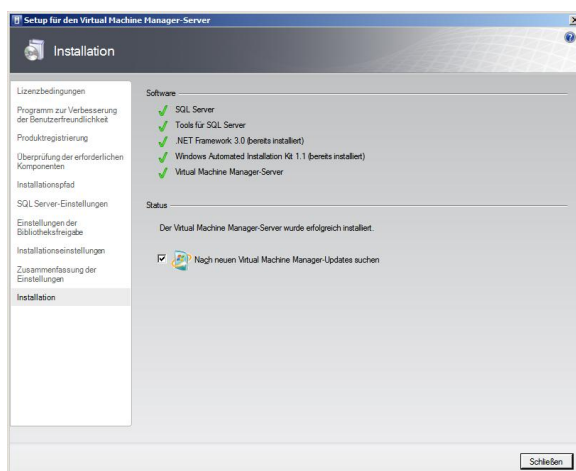 Setup für den Virtual Machine Manager-Server
Installation
Lizenzbedingungen
Programm zur Verbesserung
der Benutzerfreundlichkeit
Produktregistrierung
Überprüfung der erforderlichen
Komponenten
Installationspfad
SQL Server-Einstellungen
Einstellungen der
Bibliotheksfreigabe
Installationseinstellungen
Zusammenfassung der
Einstellungen
Installation
Software
SQL Server
Tools für SQL Server
.NET Framework 3.0 (bereits installiert)
Windows Automated Installation Kit 1.1 (bereits installiert)
Virtual Machine Manager-Server
Status
Der Virtual Machine Manager-Server wurde erfolgreich installiert.
Nach neuen Virtual Machine Manager-Updates suchen
Schließen